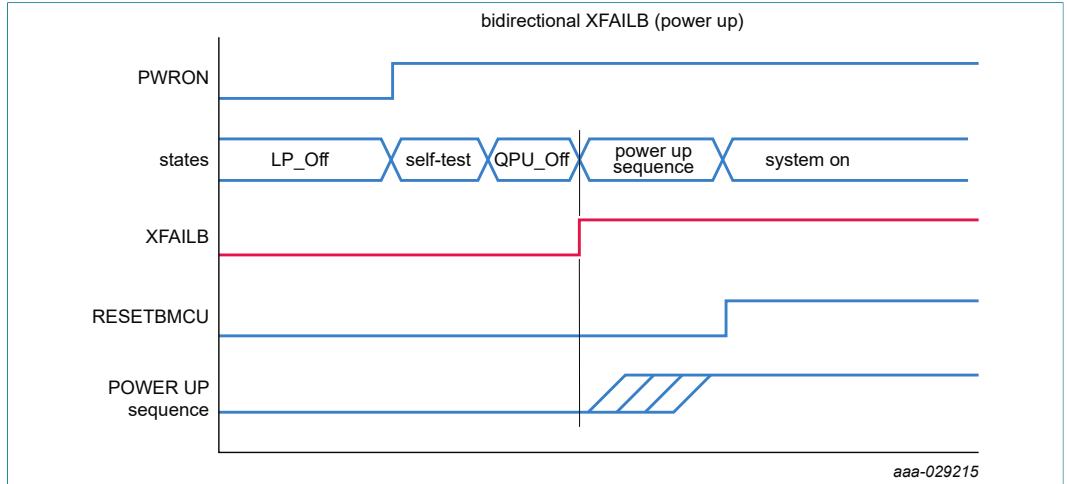 bidirectional XFAILB (power up)
PWRON
states
LP_Off
self-test
QPU_Off
power up
sequence
system on
XFAILB
RESETBMCU
POWER UP
sequence
aaa-029215